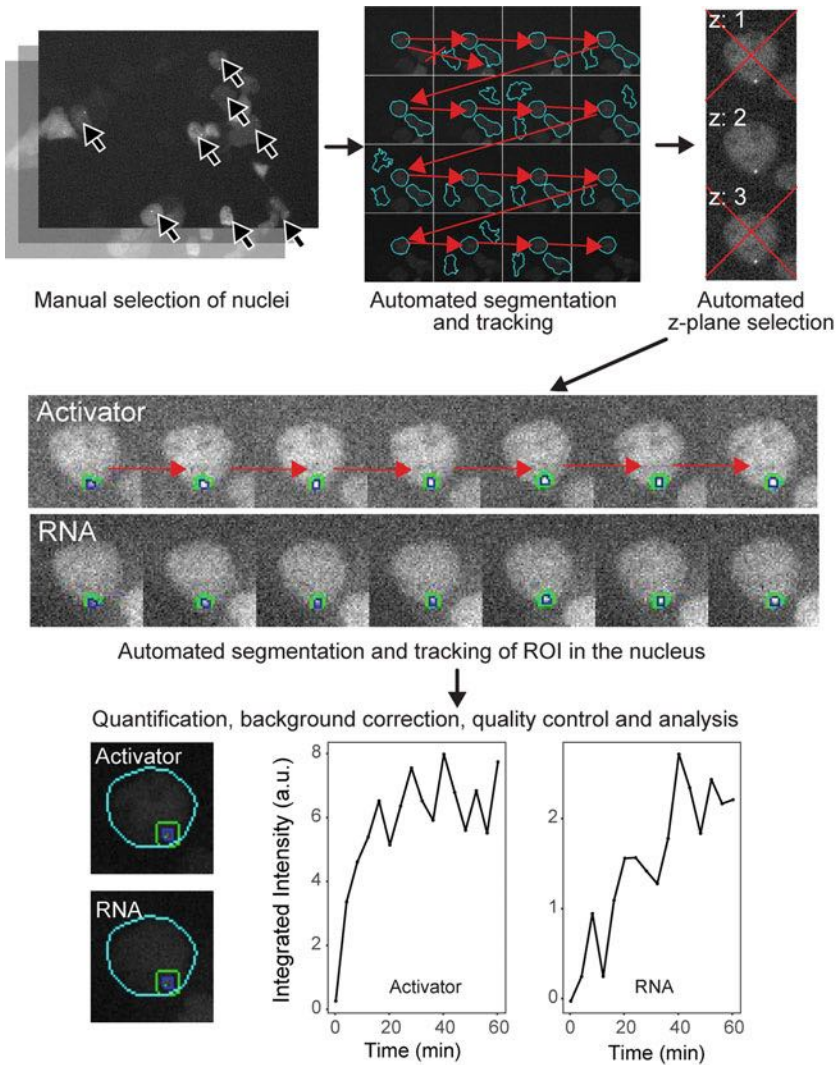 z: 1
z: 2
z: 3
Manual selection of nuclei
Automated segmentation
and tracking
Automated
z-plane selection
Activator
RNA
Automated segmentation and tracking of ROI in the nucleus
Quantification, background correction, quality control and analysis
Activator
RNA
Integrated Intensity (a.u.)
8
6
4
2
0
Activator
0 20 40 60
Time (min)
2
1
0
RNA
0 20 40 60
Time (min)